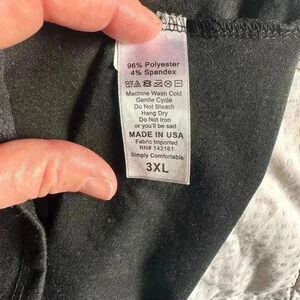 96% Polyester
4% Spandex
Machine Wash Cold
Gentle Cycle
Do Not Bleach
Hang Dry
Do Not Iron
or you'll be sad
MADE IN USA
Fabric Imported
RN# 142161
Simply Comfortable
3XL